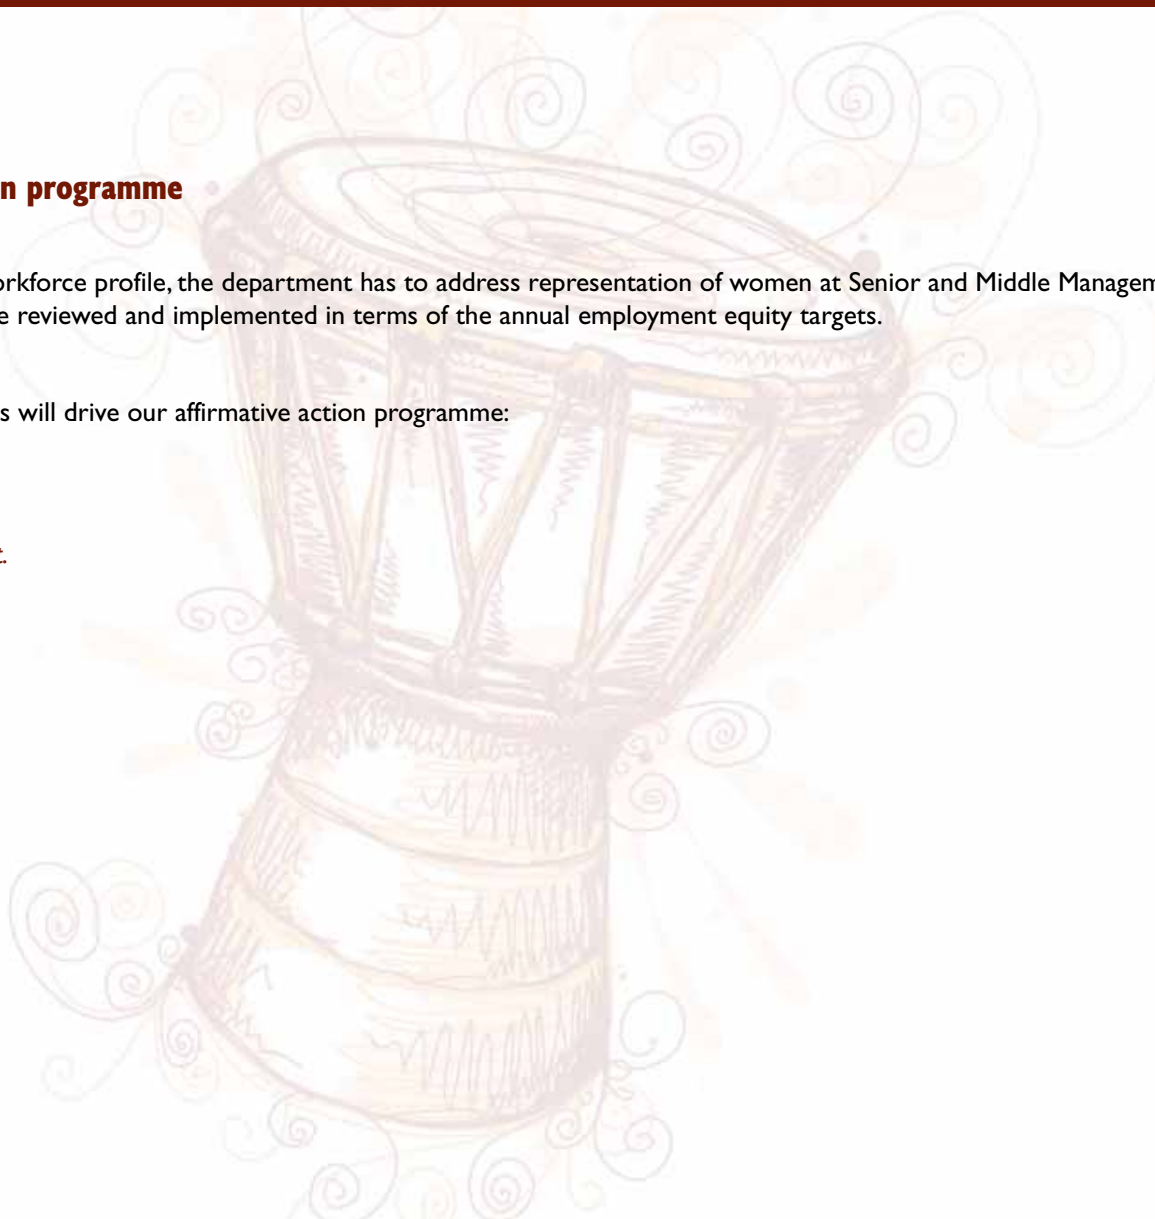 n programme
orkforce profile, the department has to address representation of women at Senior and Middle Managem
e reviewed and implemented in terms of the annual employment equity targets.
s will drive our affirmative action programme:
t.